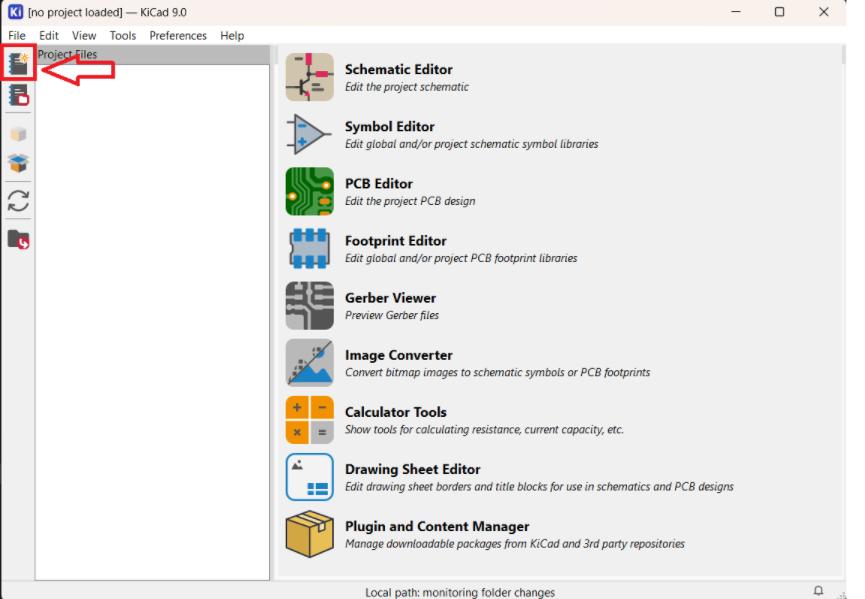 Ki [no project loaded] — KiCad 9.0
File Edit View Tools Preferences Help
Project Files
Schematic Editor
Edit the project schematic
Symbol Editor
Edit global and/or project schematic symbol libraries
PCB Editor
Edit the project PCB design
Footprint Editor
Edit global and/or project PCB footprint libraries
Gerber Viewer
Preview Gerber files
Image Converter
Convert bitmap images to schematic symbols or PCB footprints
Calculator Tools
Show tools for calculating resistance, current capacity, etc.
Drawing Sheet Editor
Edit drawing sheet borders and title blocks for use in schematics and PCB designs
Plugin and Content Manager
Manage downloadable packages from KiCad and 3rd party repositories
Local path: monitoring folder changes